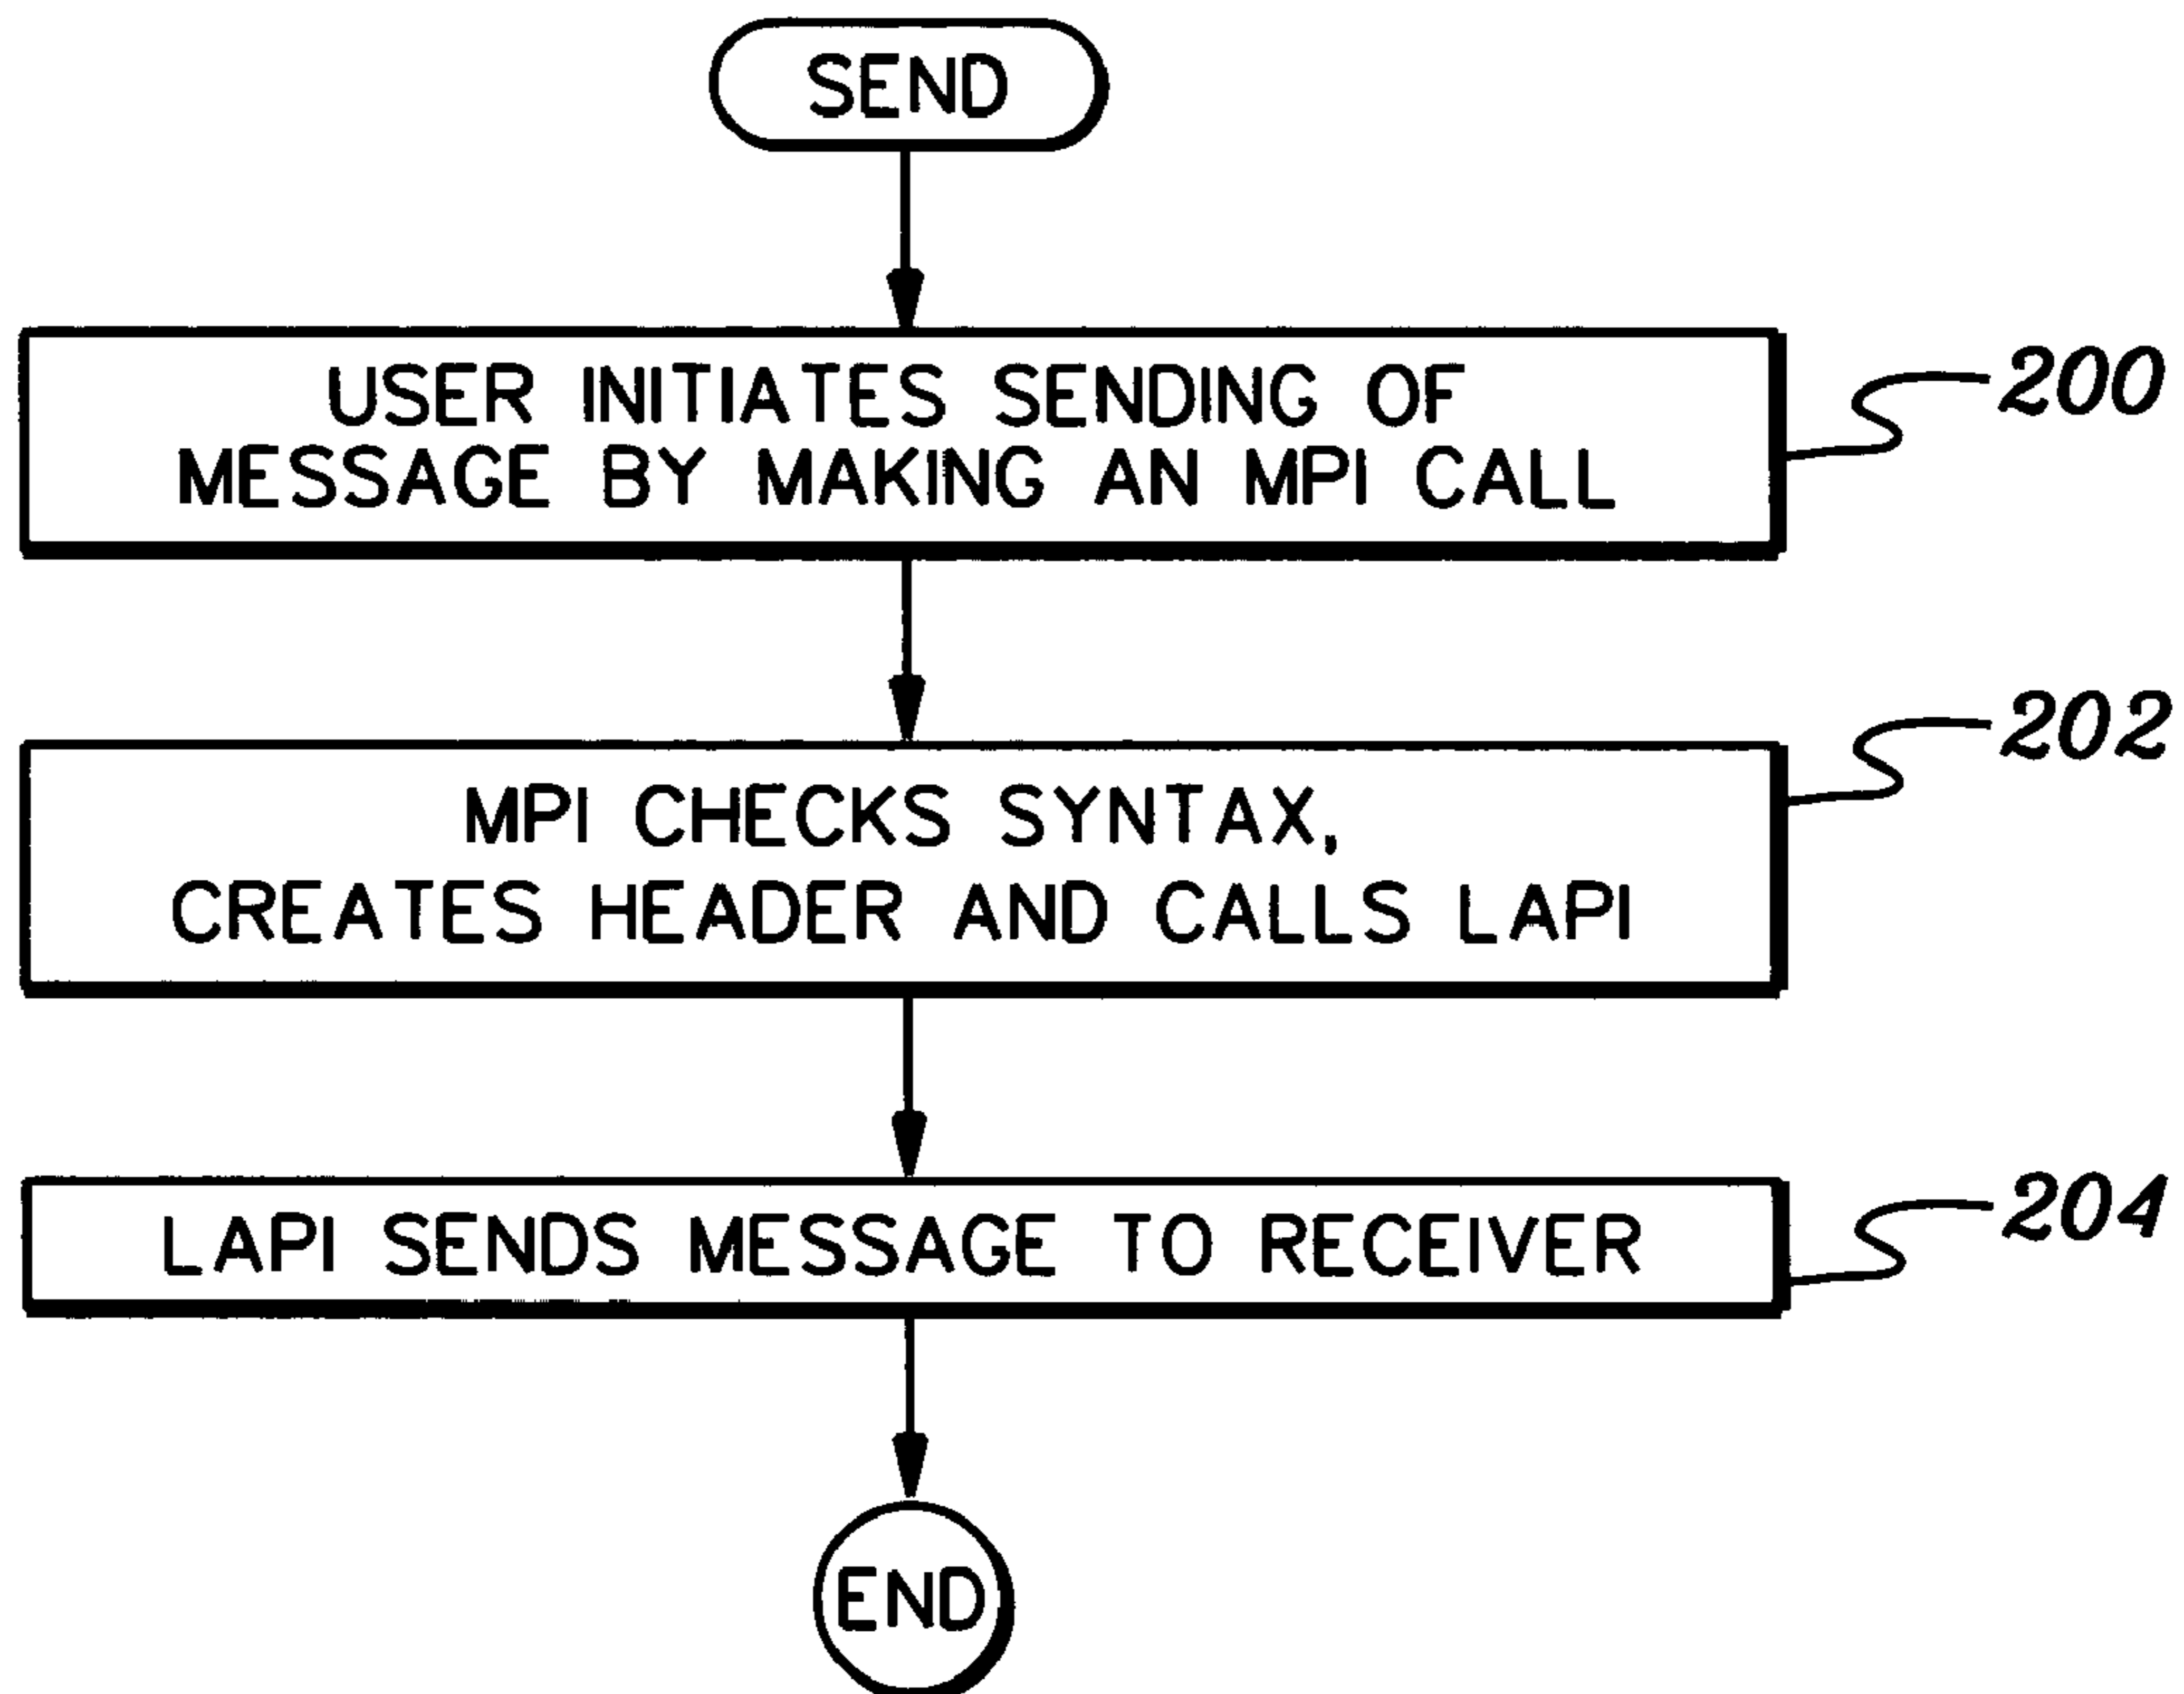 SEND
USER INITIATES SENDING OF
MESSAGE BY MAKING AN MPI CALL
200
MPI CHECKS SYNTAX,
CREATES HEADER AND CALLS LAPI
202
LAPI SENDS MESSAGE TO RECEIVER
204
END